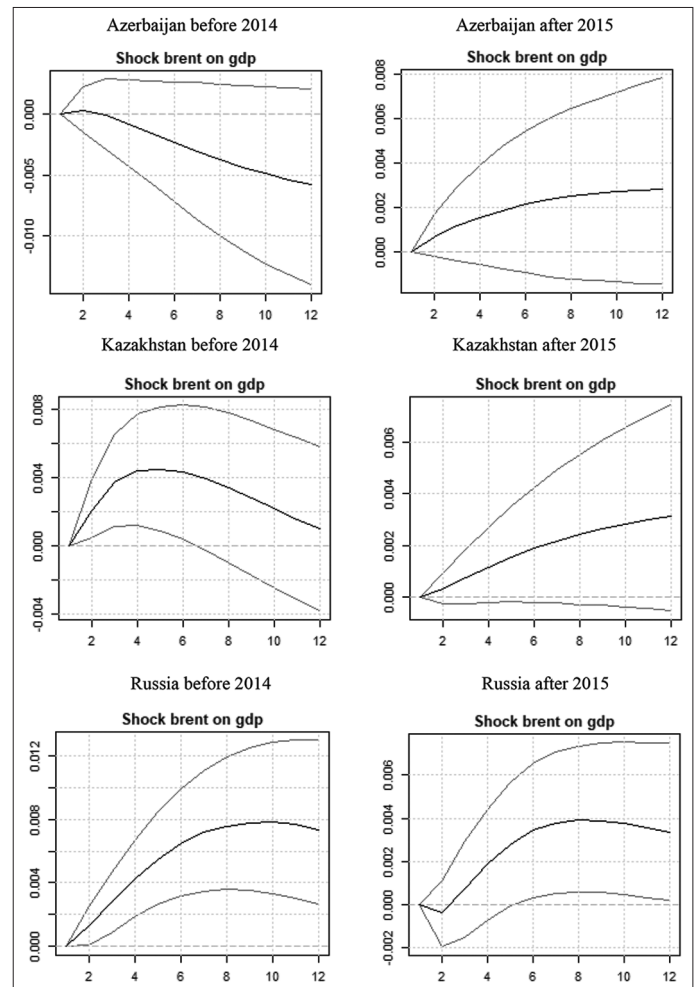 Azerbaijan before 2014
Shock brent on gdp
0.000
-0.005
-0.010
2 4 6 8 10 12
Azerbaijan after 2015
Shock brent on gdp
0.008
0.006
0.004
0.002
0.000
2 4 6 8 10 12
Kazakhstan before 2014
Shock brent on gdp
0.008
0.004
0.000
-0.004
2 4 6 8 10 12
Kazakhstan after 2015
Shock brent on gdp
0.006
0.004
0.002
0.000
2 4 6 8 10 12
Russia before 2014
Shock brent on gdp
0.012
0.008
0.004
0.000
2 4 6 8 10 12
Russia after 2015
Shock brent on gdp
0.006
0.004
0.002
0.000
-0.002
2 4 6 8 10 12